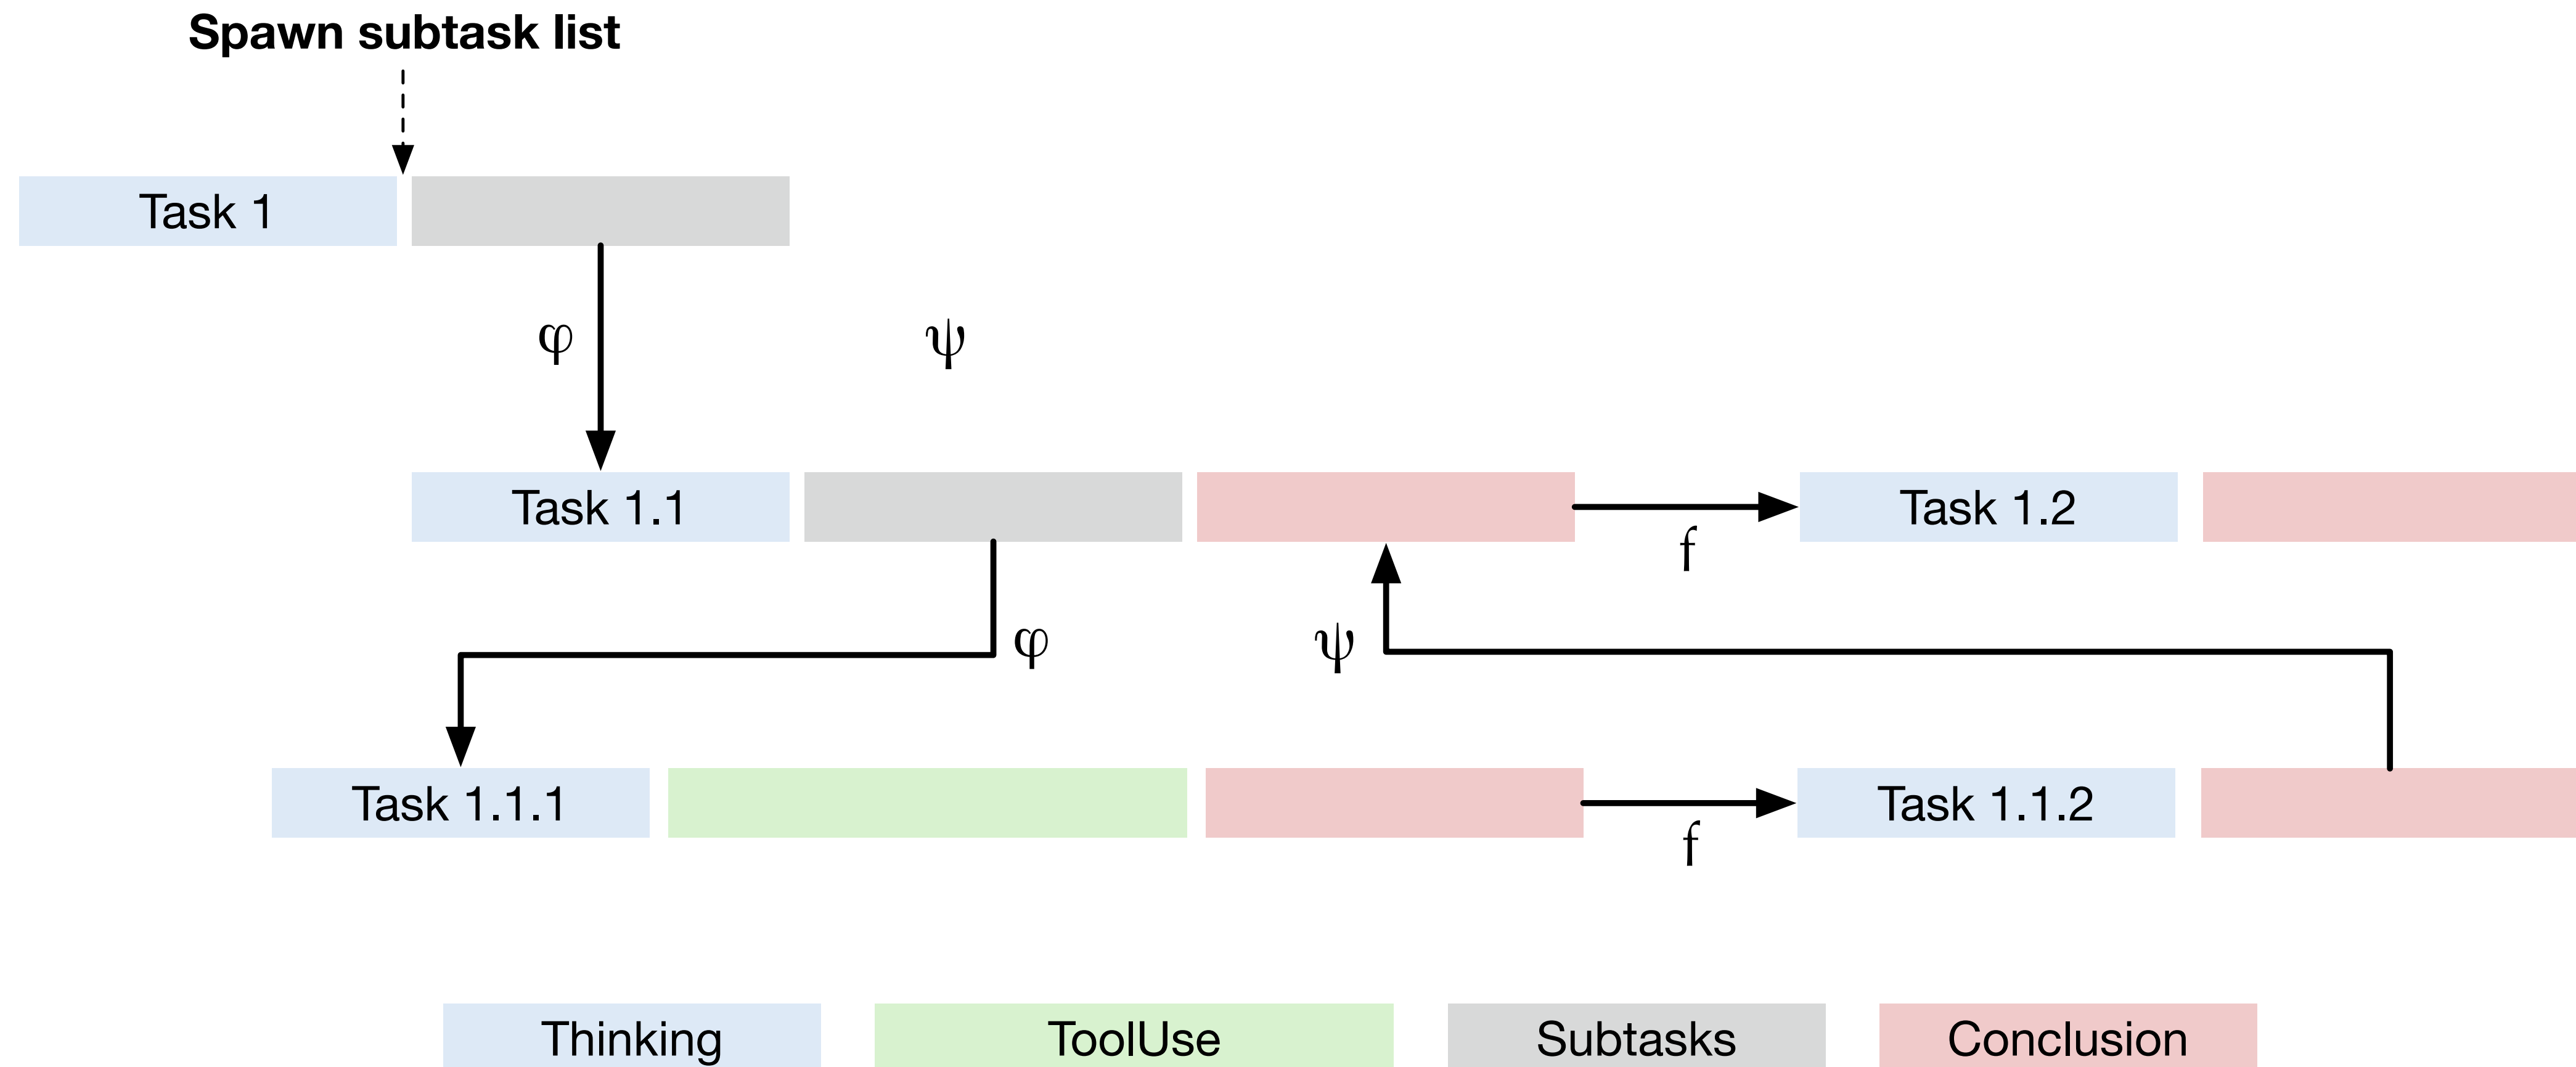 Spawn subtask list
Task 1
φ
ψ
Task 1.1
Task 1.2
f
φ
ψ
Task 1.1.1
Task 1.1.2
f
Thinking
ToolUse
Subtasks
Conclusion